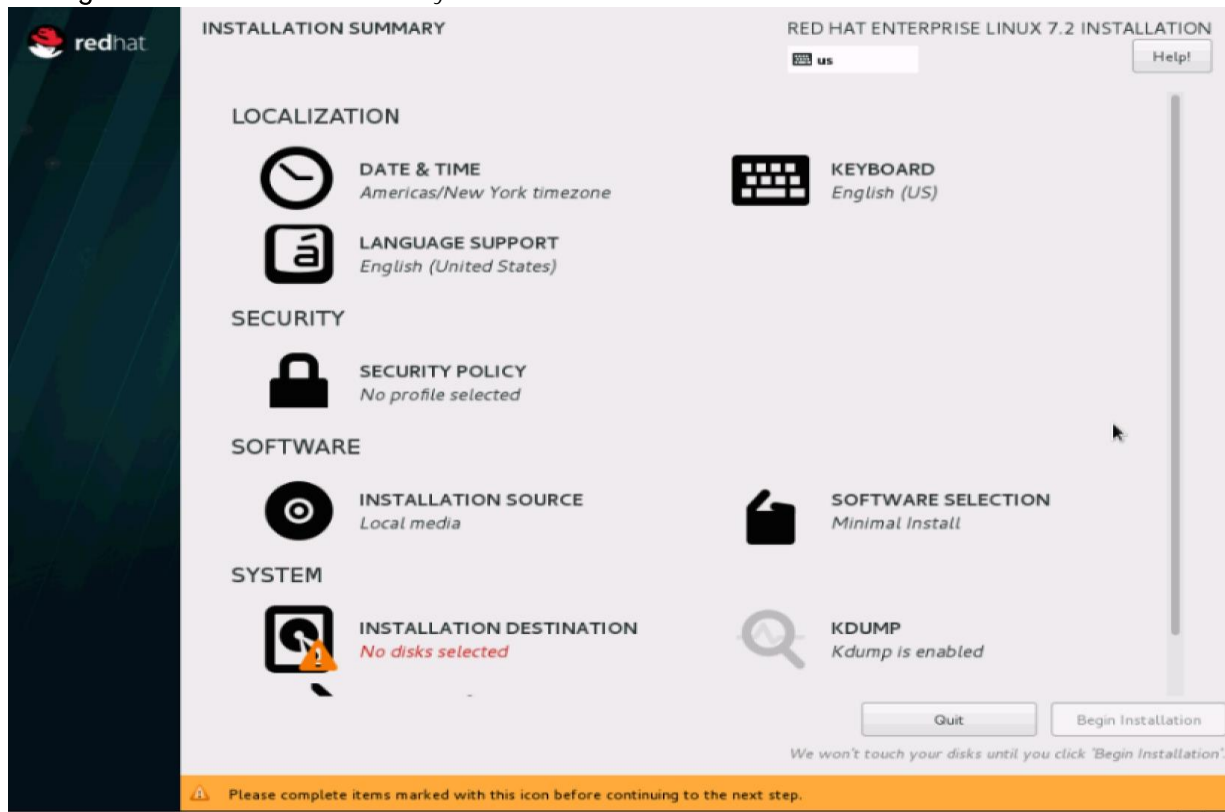 redhat
INSTALLATION SUMMARY
RED HAT ENTERPRISE LINUX 7.2 INSTALLATION
us
Help!
LOCALIZATION
DATE & TIME
Americas/New York timezone
KEYBOARD
English (US)
á
LANGUAGE SUPPORT
English (United States)
SECURITY
SECURITY POLICY
No profile selected
SOFTWARE
INSTALLATION SOURCE
Local media
SOFTWARE SELECTION
Minimal Install
SYSTEM
INSTALLATION DESTINATION
No disks selected
KDUMP
Kdump is enabled
Quit
Begin Installation
We won't touch your disks until you click 'Begin Installation'.
Please complete items marked with this icon before continuing to the next step.